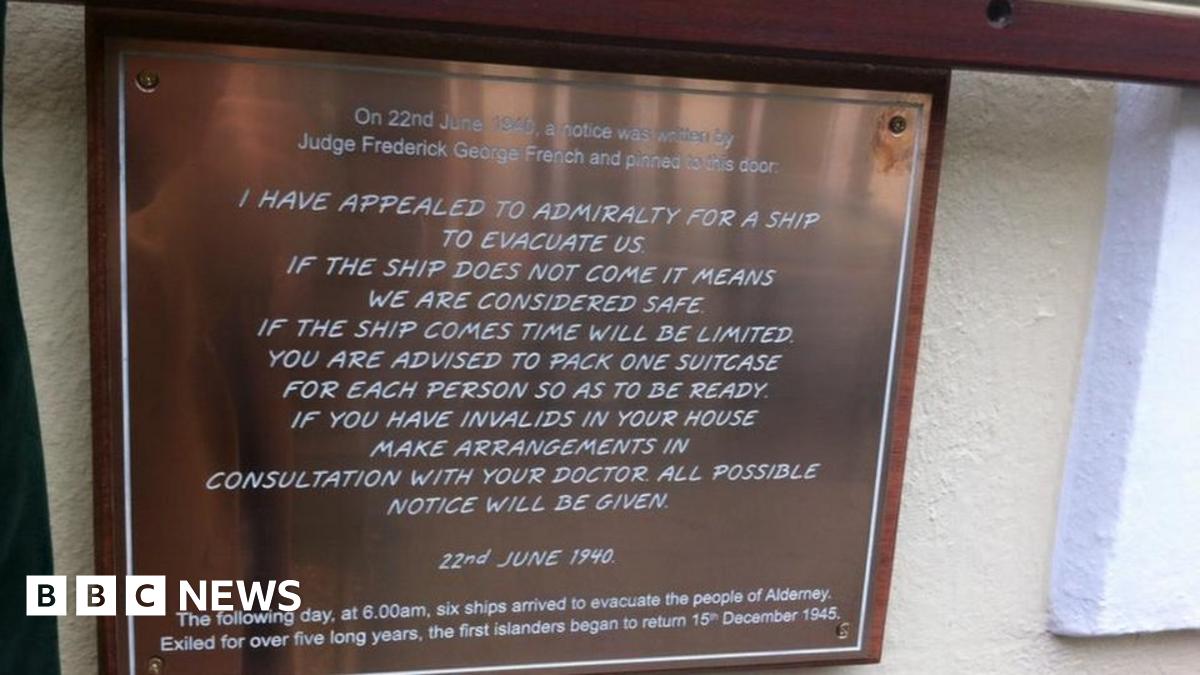 On 22nd June 1940, a notice was written by
Judge Frederick George French and pinned to this door:
I HAVE APPEALED TO ADMIRALTY FOR A SHIP
TO EVACUATE US.
IF THE SHIP DOES NOT COME IT MEANS
WE ARE CONSIDERED SAFE.
IF THE SHIP COMES TIME WILL BE LIMITED.
YOU ARE ADVISED TO PACK ONE SUITCASE
FOR EACH PERSON SO AS TO BE READY.
IF YOU HAVE INVALIDS IN YOUR HOUSE
MAKE ARRANGEMENTS IN
CONSULTATION WITH YOUR DOCTOR. ALL POSSIBLE
NOTICE WILL BE GIVEN.
22nd JUNE 1940.
The following day, at 6.00am, six ships arrived to evacuate the people of Alderney.
Exiled for over five long years, the first islanders began to return 15th December 1945.
BBC NEWS